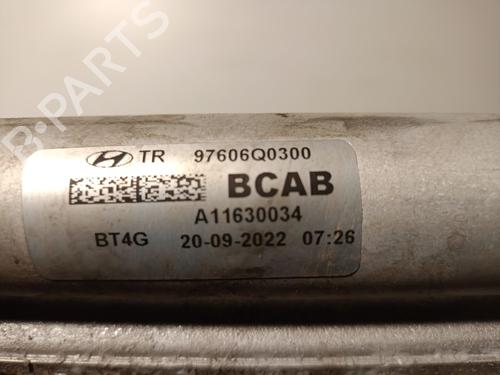 TR 97606Q0300
BCAB
A11630034
BT4G 20-09-2022 07:26
B-PARTS